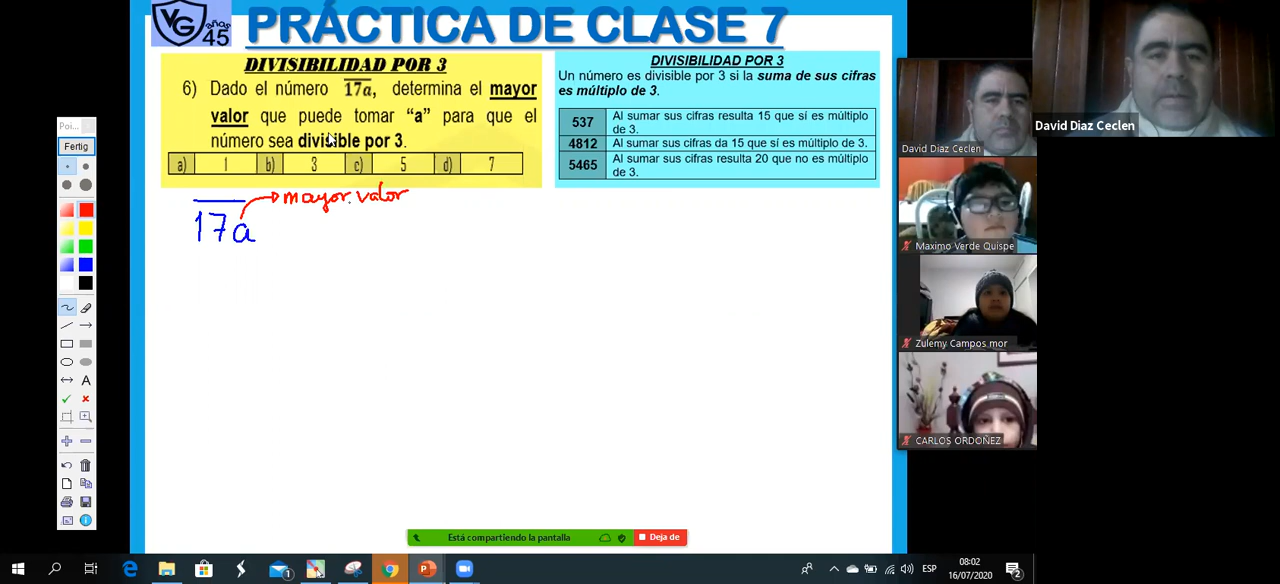 VG
años
45
PRÁCTICA DE CLASE 7
DIVISIBILIDAD POR 3
6) Dado el número 17a, determina el mayor
valor que puede tomar “a” para que el
número sea divisible por 3.
a) 1 b) 3 c) 5 d) 7
DIVISIBILIDAD POR 3
Un número es divisible por 3 si la suma de sus cifras
es múltiplo de 3.
537 Al sumar sus cifras resulta 15 que sí es múltiplo
de 3.
4812 Al sumar sus cifras da 15 que sí es múltiplo de 3.
5465 Al sumar sus cifras resulta 20 que no es múltiplo
de 3.
mayor. valor
17a
Poi...
Fertig
A
David Diaz Ceclen
David Diaz Ceclen
Maximo Verde Quispe
Zulemy Campos mor
CARLOS ORDOÑEZ
Está compartiendo la pantalla
Deja de
1
ESP
08:02
16/07/2020
2